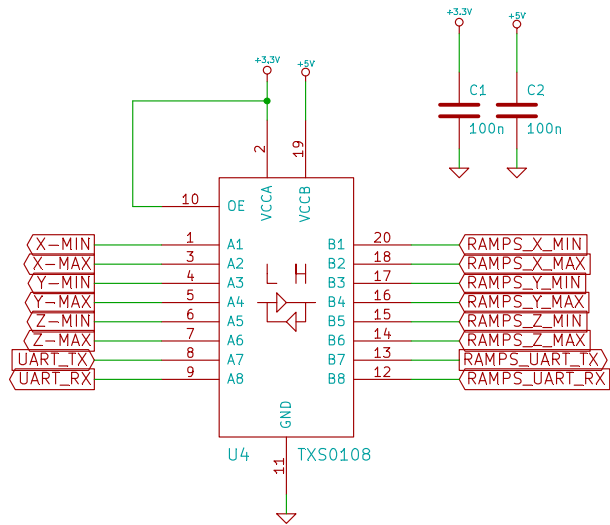 +3.3V
+5V
C1
100n
C2
100n
+3.3V
+5V
2
19
VCCA
VCCB
10
OE
X-MIN
1
A1
B1
20
RAMPS_X_MIN
X-MAX
3
A2
B2
18
RAMPS_X_MAX
Y-MIN
4
A3
B3
17
RAMPS_Y_MIN
Y-MAX
5
A4
B4
16
RAMPS_Y_MAX
Z-MIN
6
A5
B5
15
RAMPS_Z_MIN
Z-MAX
7
A6
B6
14
RAMPS_Z_MAX
UART_TX
8
A7
B7
13
RAMPS_UART_TX
UART_RX
9
A8
B8
12
RAMPS_UART_RX
L H
GND
11
U4
TXS0108